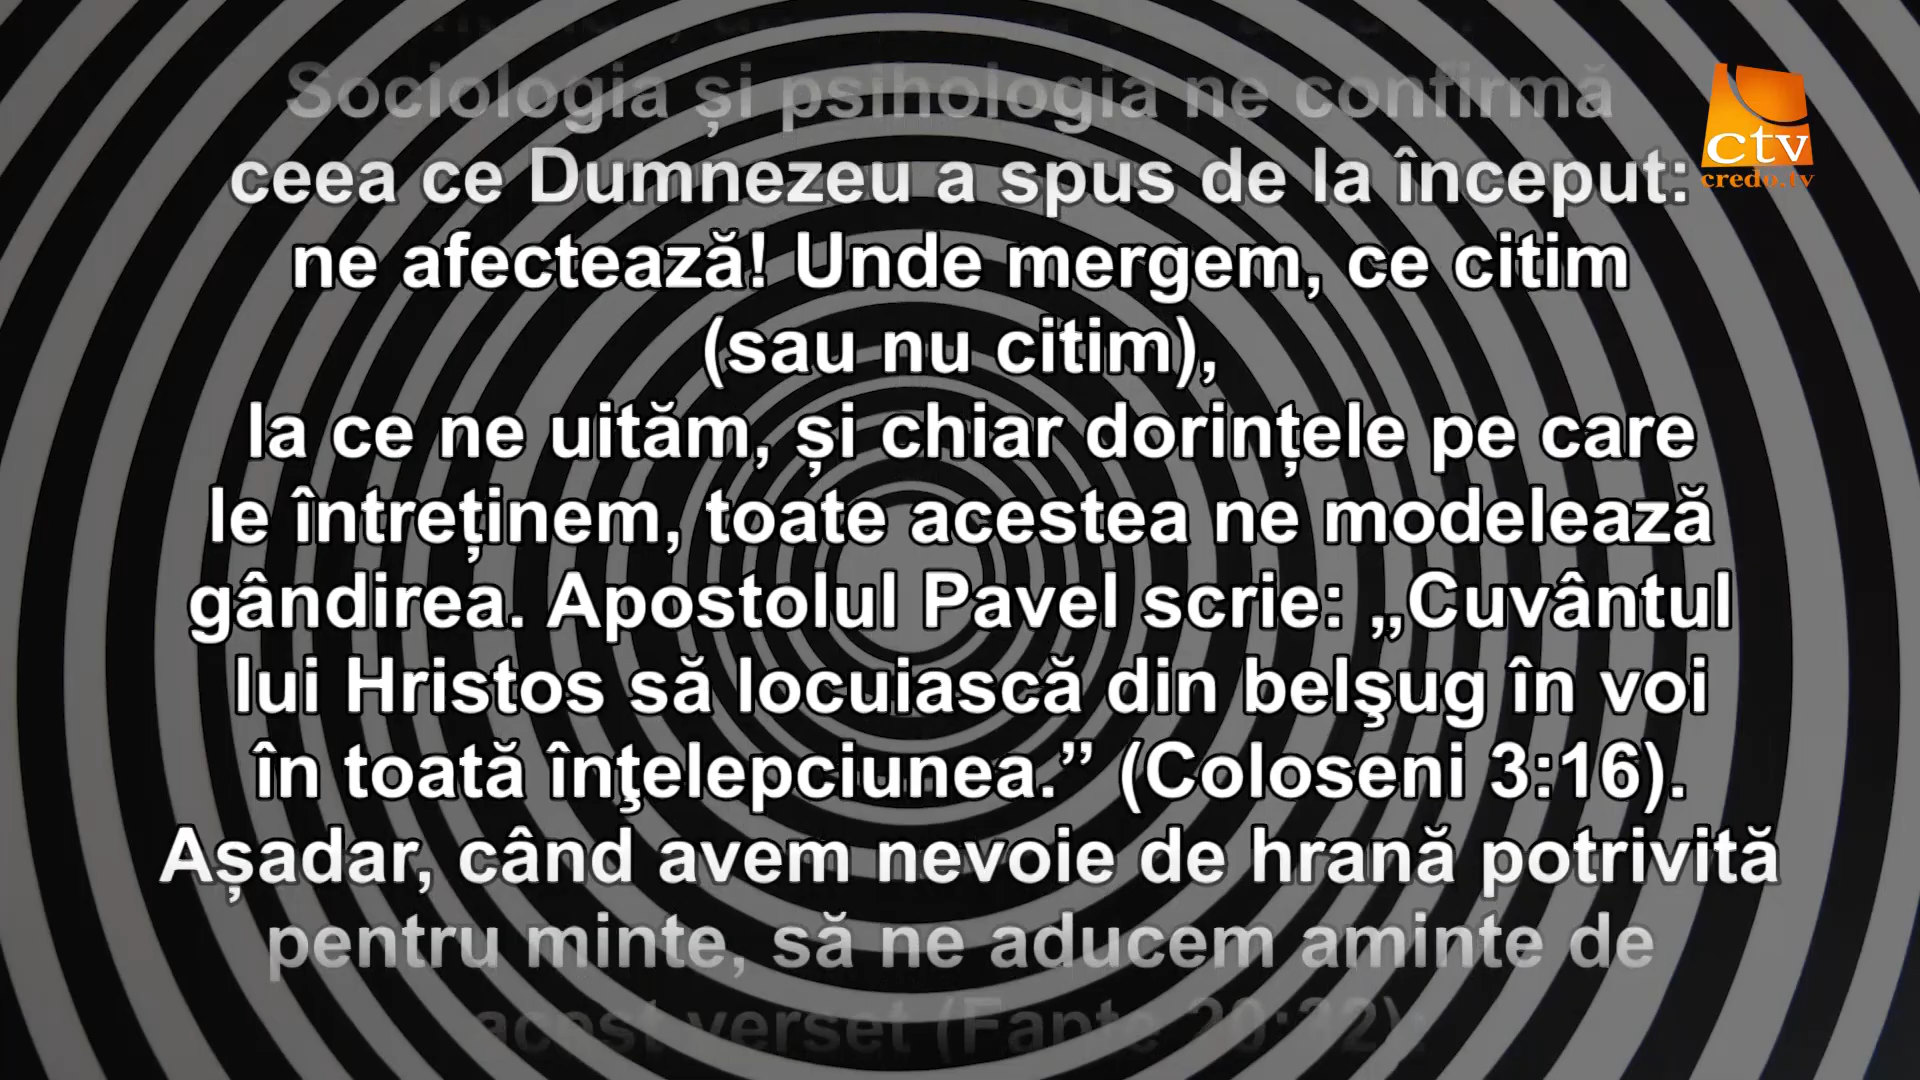 Sociologia și psihologia ne confirmă
ceea ce Dumnezeu a spus de la început:
ne afectează! Unde mergem, ce citim
(sau nu citim),
la ce ne uităm, și chiar dorințele pe care
le întreținem, toate acestea ne modelează
gândirea. Apostolul Pavel scrie: „Cuvântul
lui Hristos să locuiască din belşug în voi
în toată înţelepciunea.” (Coloseni 3:16).
Așadar, când avem nevoie de hrană potrivită
pentru minte, să ne aducem aminte de
acest verset (Fapte 20:32):
ctv
credo.tv